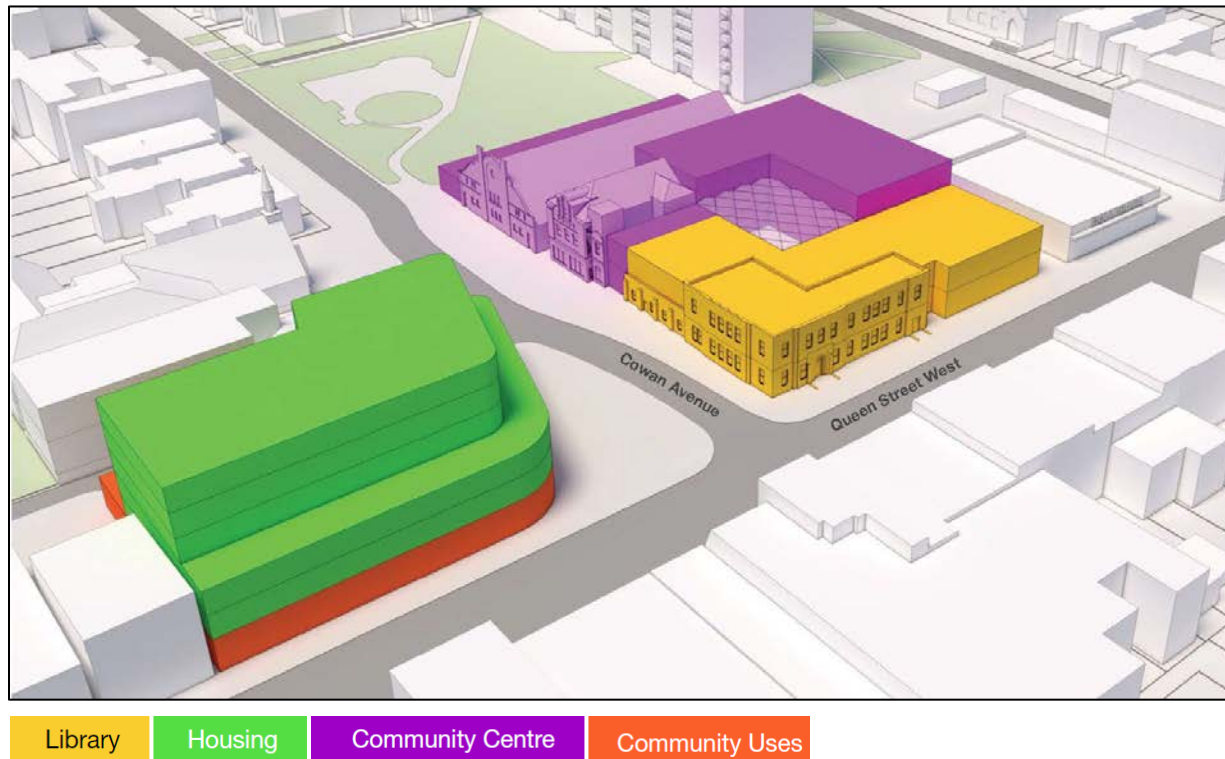 Cowan Avenue
Queen Street West
Library
Housing
Community Centre
Community Uses